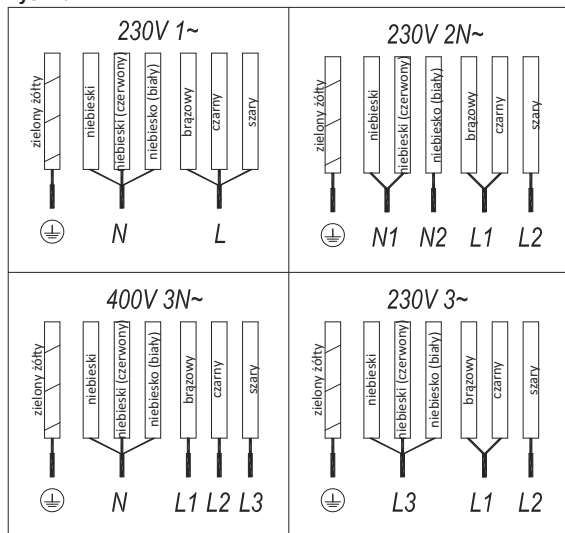 230V 1~
zielony żółty
niebieski
niebieski (czerwony)
niebiesko (biały)
brązowy
czarny
szary
N
L
230V 2N~
zielony żółty
niebieski
niebieski (czerwony)
niebiesko (biały)
brązowy
czarny
szary
N1 N2 L1 L2
400V 3N~
zielony żółty
niebieski
niebieski (czerwony)
niebiesko (biały)
brązowy
czarny
szary
N
L1 L2 L3
230V 3~
zielony żółty
niebieski
niebieski (czerwony)
niebiesko (biały)
brązowy
czarny
szary
L3 L1 L2